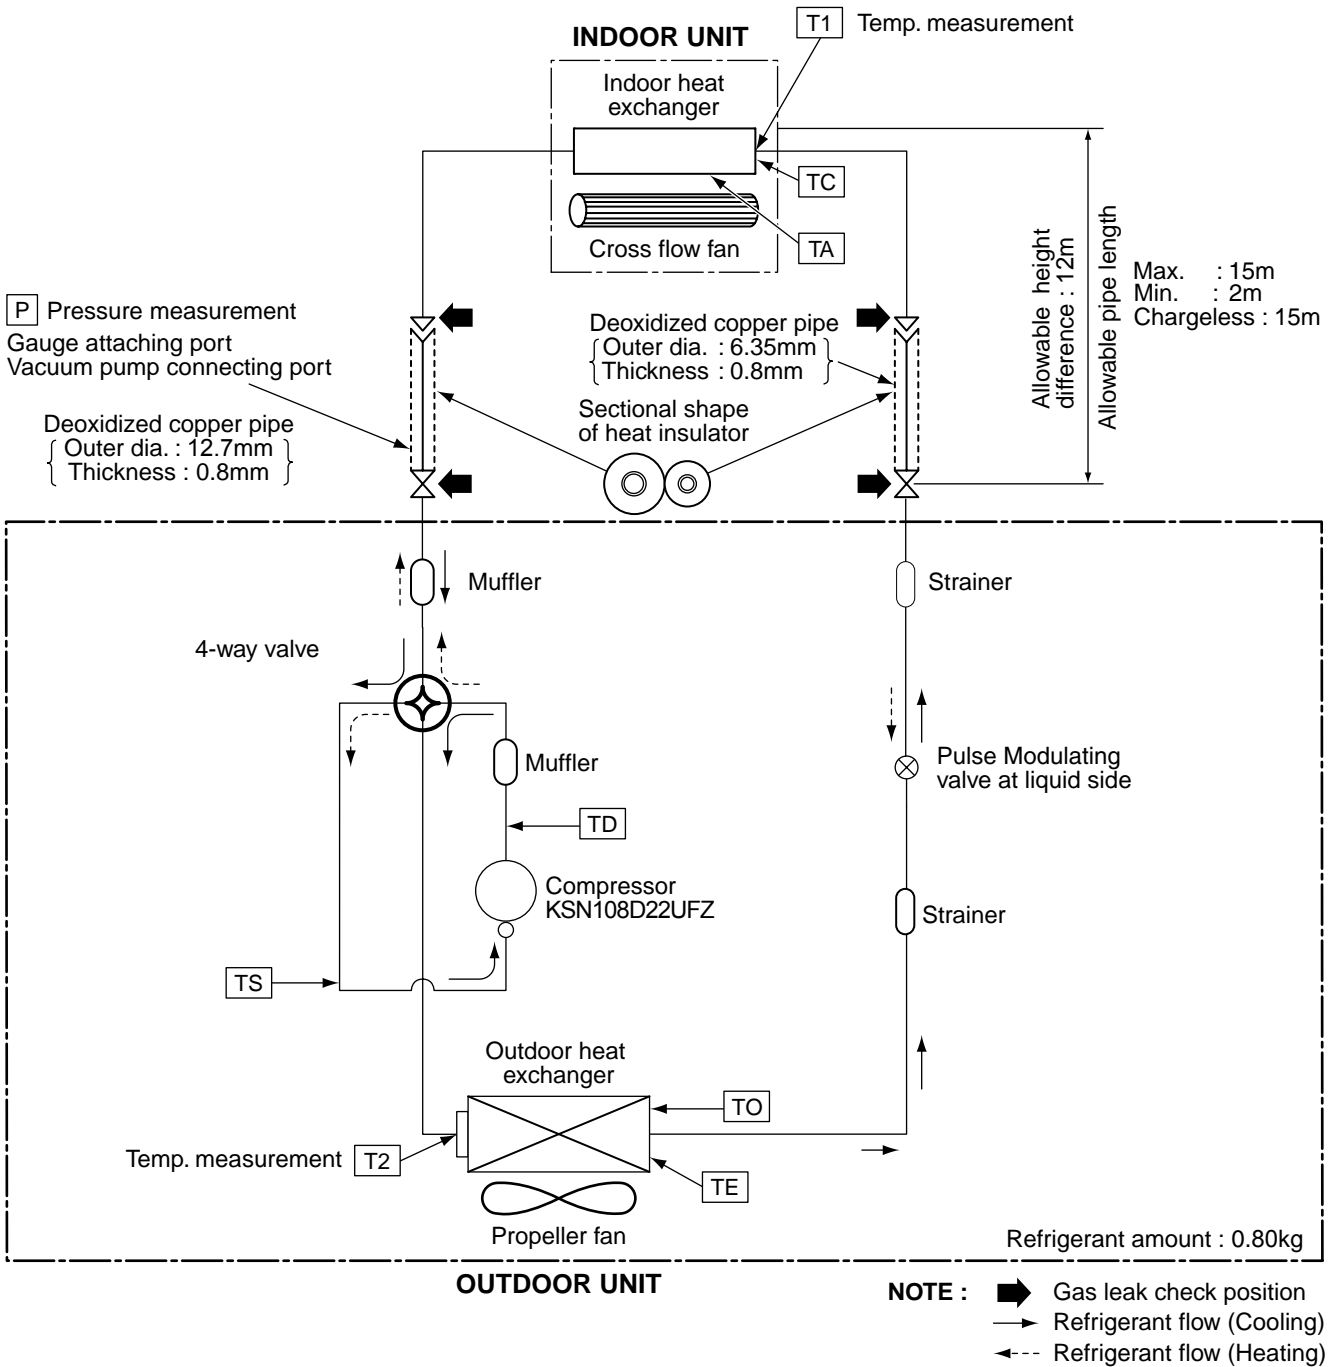 T1 Temp. measurement
INDOOR UNIT
Indoor heat
exchanger
TC
TA
Cross flow fan
Allowable height
difference : 12m
Allowable pipe length
Max. : 15m
Min. : 2m
Chargeless : 15m
P Pressure measurement
Gauge attaching port
Vacuum pump connecting port
Deoxidized copper pipe
Outer dia. : 12.7mm
Thickness : 0.8mm
Deoxidized copper pipe
Outer dia. : 6.35mm
Thickness : 0.8mm
Sectional shape
of heat insulator
Muffler
Strainer
4-way valve
Muffler
Pulse Modulating
valve at liquid side
TD
Compressor
KSN108D22UFZ
Strainer
TS
Outdoor heat
exchanger
TO
Temp. measurement T2
TE
Propeller fan
Refrigerant amount : 0.80kg
OUTDOOR UNIT
NOTE : Gas leak check position
Refrigerant flow (Cooling)
Refrigerant flow (Heating)